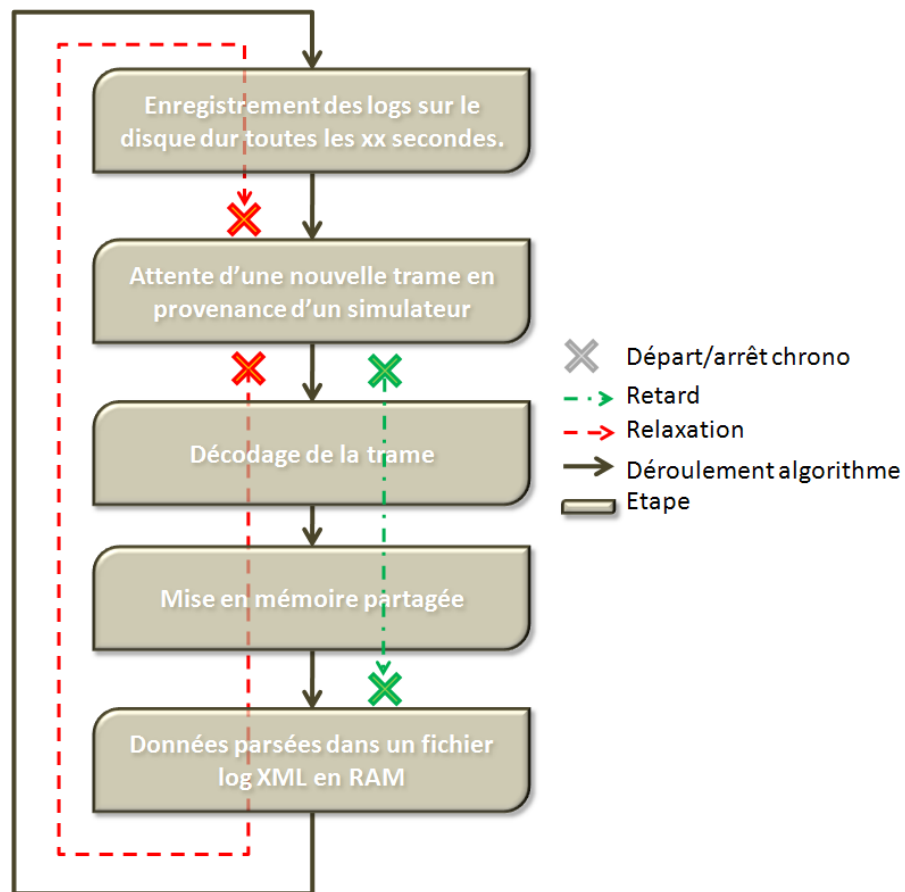 Enregistrement des logs sur le
disque dur toutes les xx secondes.
Attente d'une nouvelle trame en
provenance d'un simulateur
Décodage de la trame
Mise en mémoire partagée
Données parsées dans un fichier
log XML en RAM
Départ/arrêt chrono
Retard
Relaxation
Déroulement algorithme
Etape